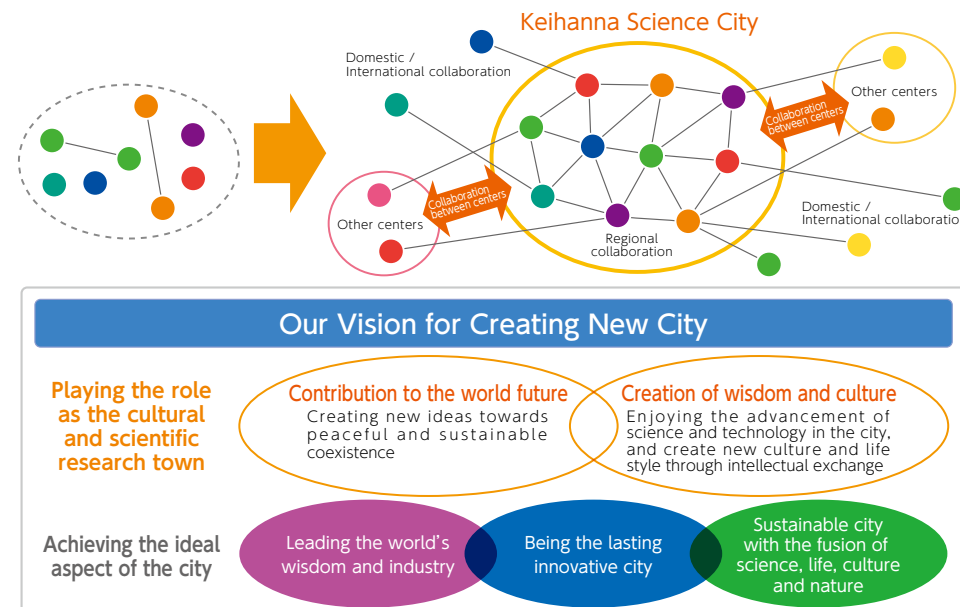 Keihanna Science City
Domestic /
International collaboration
Other centers
Collaboration
between centers
Collaboration
between centers
Other centers
Regional
collaboration
Domestic /
International collaboration
Our Vision for Creating New City
Playing the role
as the cultural
and scientific
research town
Contribution to the world future
Creating new ideas towards
peaceful and sustainable
coexistence
Creation of wisdom and culture
Enjoying the advancement of
science and technology in the city,
and create new culture and life
style through intellectual exchange
Achieving the ideal
aspect of the city
Leading the world's
wisdom and industry
Being the lasting
innovative city
Sustainable city
with the fusion of
science, life, culture
and nature